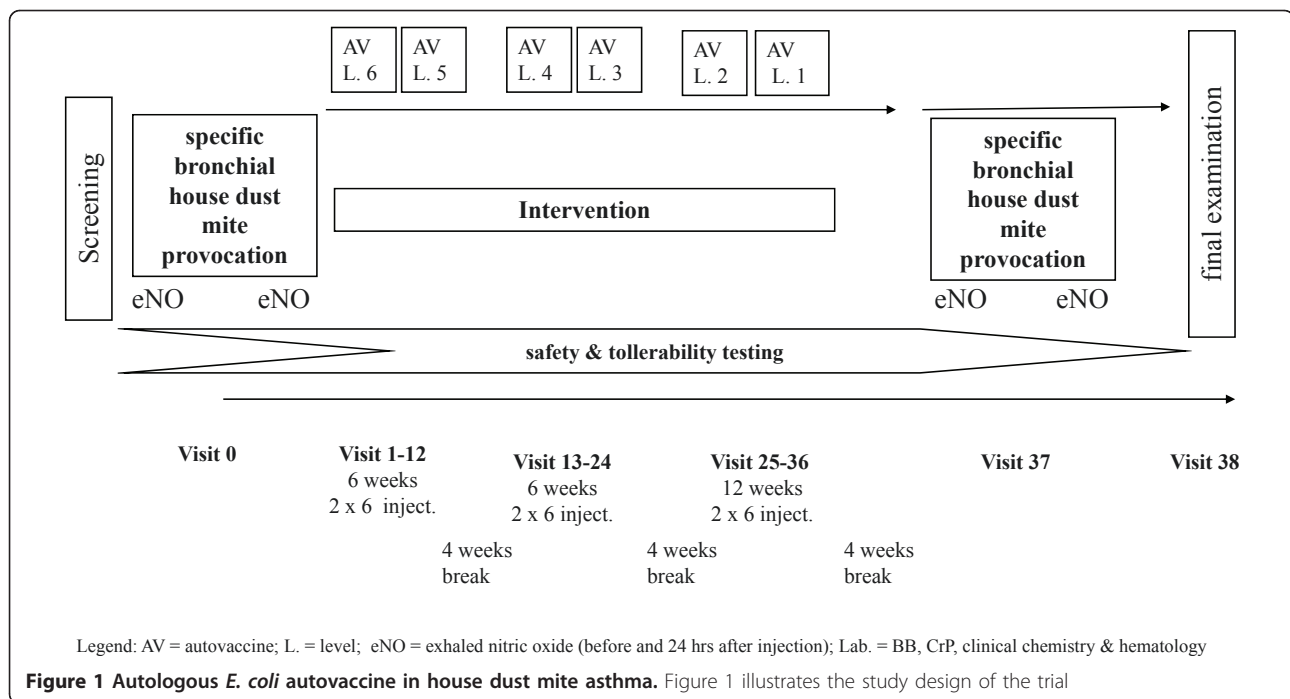 AV
L. 6
AV
L. 5
AV
L. 4
AV
L. 3
AV
L. 2
AV
L. 1
Screening
specific
bronchial
house dust
mite
provocation
eNO eNO
Intervention
specific
bronchial
house dust
mite
provocation
eNO eNO
final examination
safety & tollerability testing
Visit 0
Visit 1-12
6 weeks
2 x 6 inject.
4 weeks
break
Visit 13-24
6 weeks
2 x 6 inject.
4 weeks
break
Visit 25-36
12 weeks
2 x 6 inject.
4 weeks
break
Visit 37
Visit 38
Legend: AV = autovaccine; L. = level; eNO = exhaled nitric oxide (before and 24 hrs after injection); Lab. = BB, CrP, clinical chemistry & hematology
Figure 1 Autologous E. coli autovaccine in house dust mite asthma. Figure 1 illustrates the study design of the trial